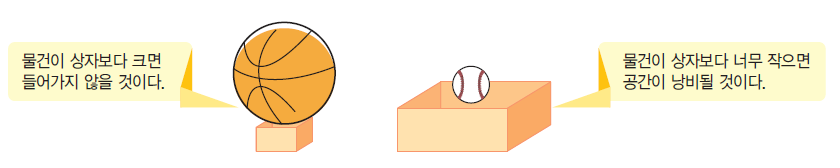 물건이 상자보다 크면
들어가지 않을 것이다.
물건이 상자보다 너무 작으면
공간이 낭비될 것이다.